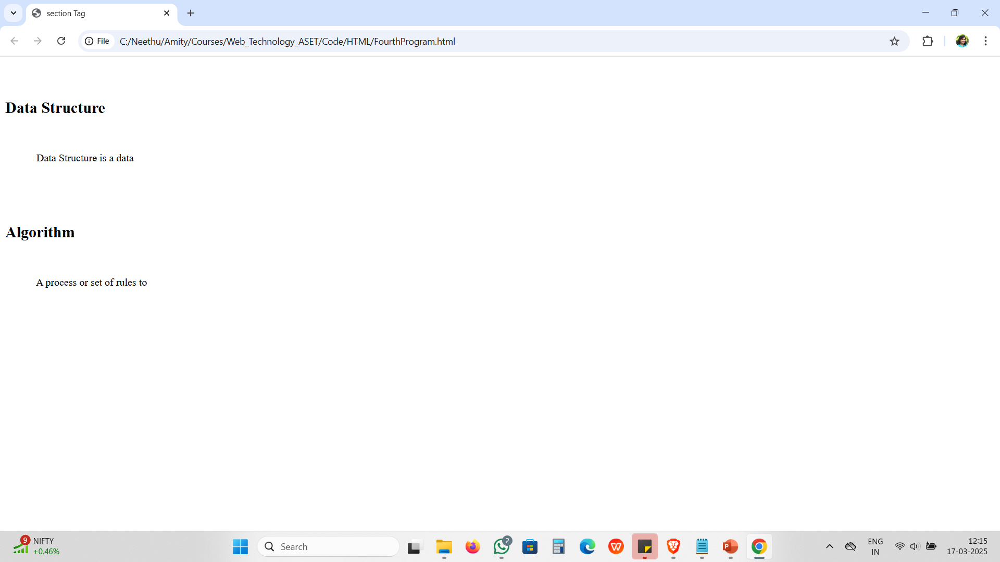 section Tag
File C:/Neethu/Amity/Courses/Web_Technology_ASET/Code/HTML/FourthProgram.html
Data Structure
Data Structure is a data
Algorithm
A process or set of rules to
9 NIFTY
+0.46%
Search
2
W
P
ENG
IN
12:15
17-03-2025